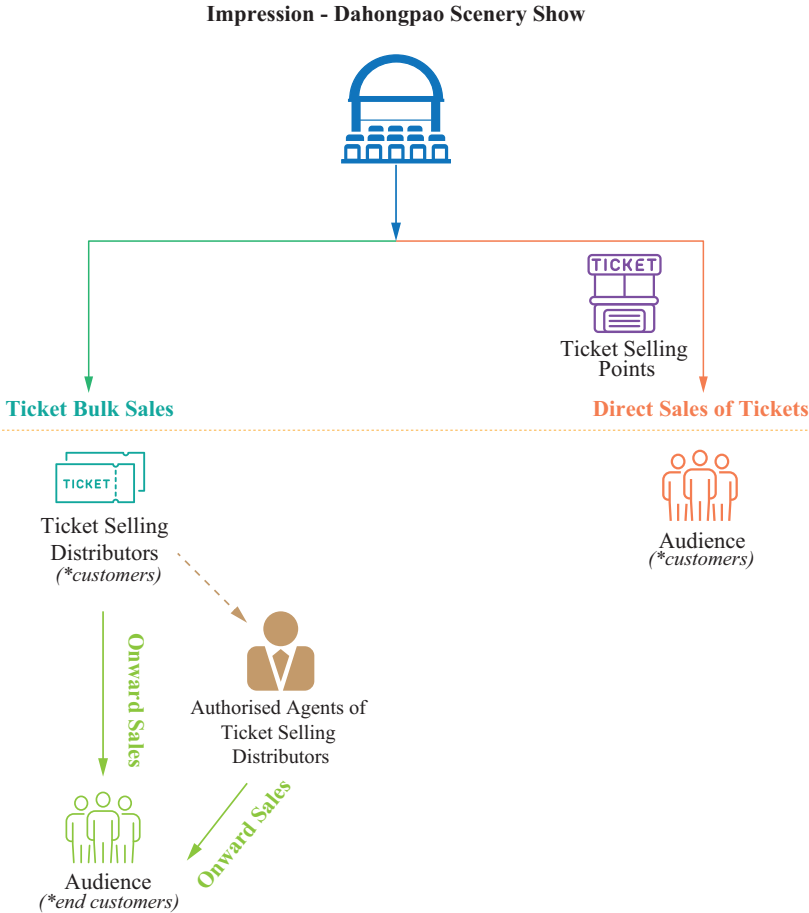 Impression - Dahongpao Scenery Show
TICKET
Ticket Selling
Points
Ticket Bulk Sales
Direct Sales of Tickets
TICKET
Ticket Selling
Distributors
(*customers)
Audience
(*customers)
Onward Sales
Authorised Agents of
Ticket Selling
Distributors
Onward Sales
Audience
(*end customers)